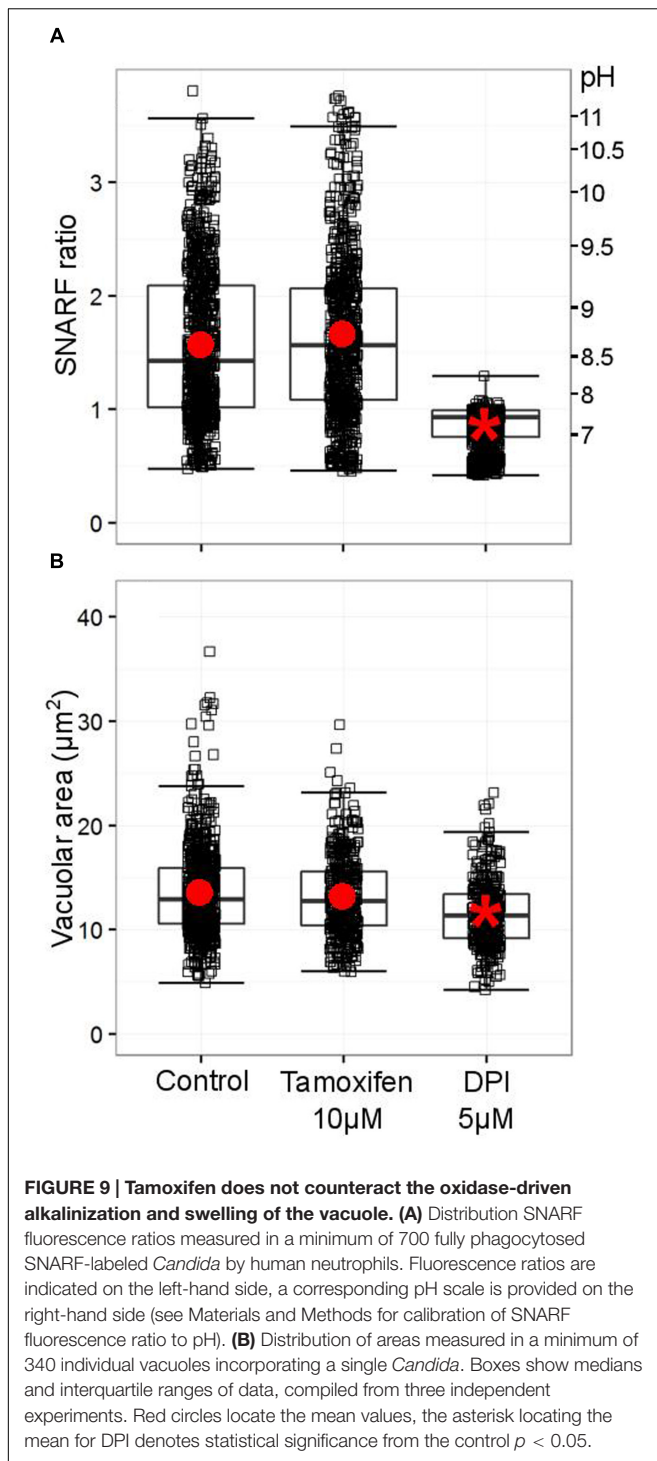 A
pH
SNARF ratio
3
2
1
0
11
10.5
10
9.5
9
8.5
8
7
B
Vacuolar area (µm²)
40
30
20
10
0
Control
Tamoxifen
10µM
DPI
5µM
FIGURE 9 | Tamoxifen does not counteract the oxidase-driven
alkalinization and swelling of the vacuole. (A) Distribution SNARF
fluorescence ratios measured in a minimum of 700 fully phagocytosed
SNARF-labeled Candida by human neutrophils. Fluorescence ratios are
indicated on the left-hand side, a corresponding pH scale is provided on the
right-hand side (see Materials and Methods for calibration of SNARF
fluorescence ratio to pH). (B) Distribution of areas measured in a minimum of
340 individual vacuoles incorporating a single Candida. Boxes show medians
and interquartile ranges of data, compiled from three independent
experiments. Red circles locate the mean values, the asterisk locating the
mean for DPI denotes statistical significance from the control p < 0.05.